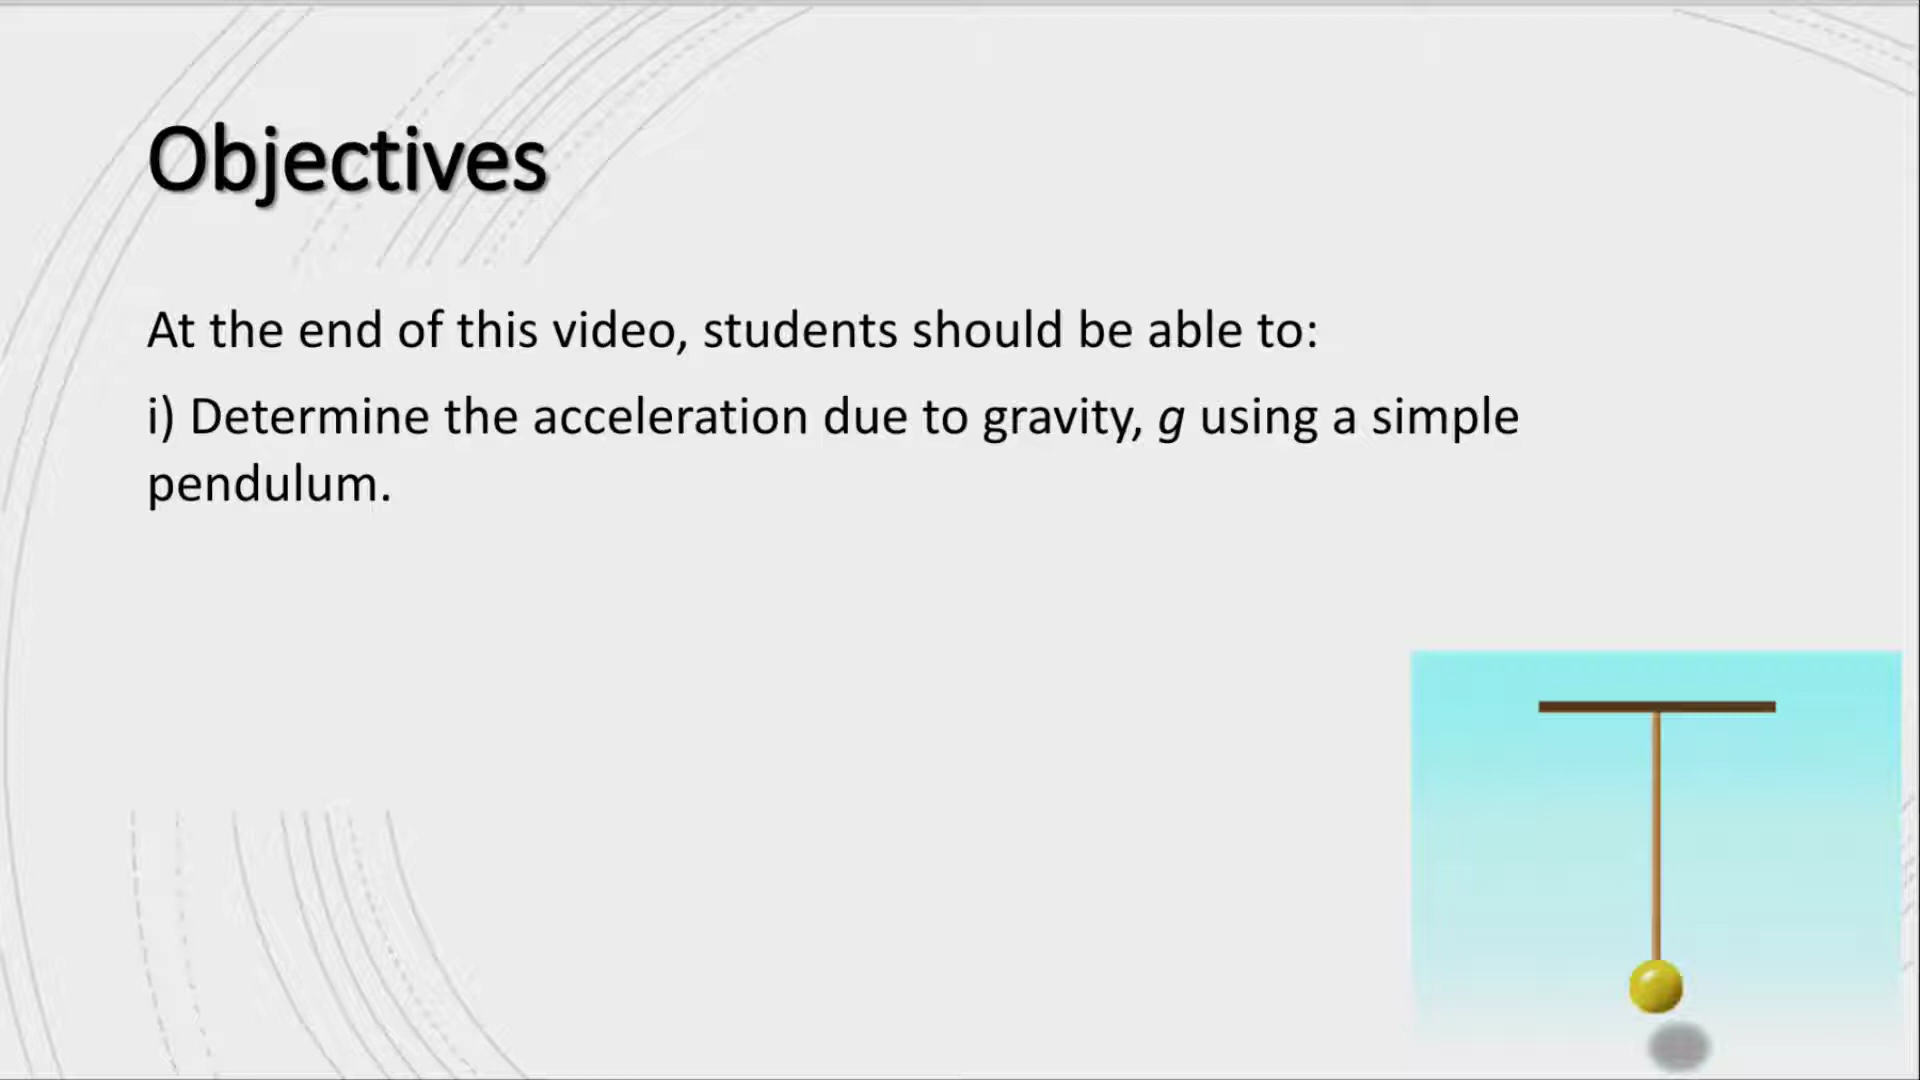 Objectives
At the end of this video, students should be able to:
i) Determine the acceleration due to gravity, g using a simple
pendulum.